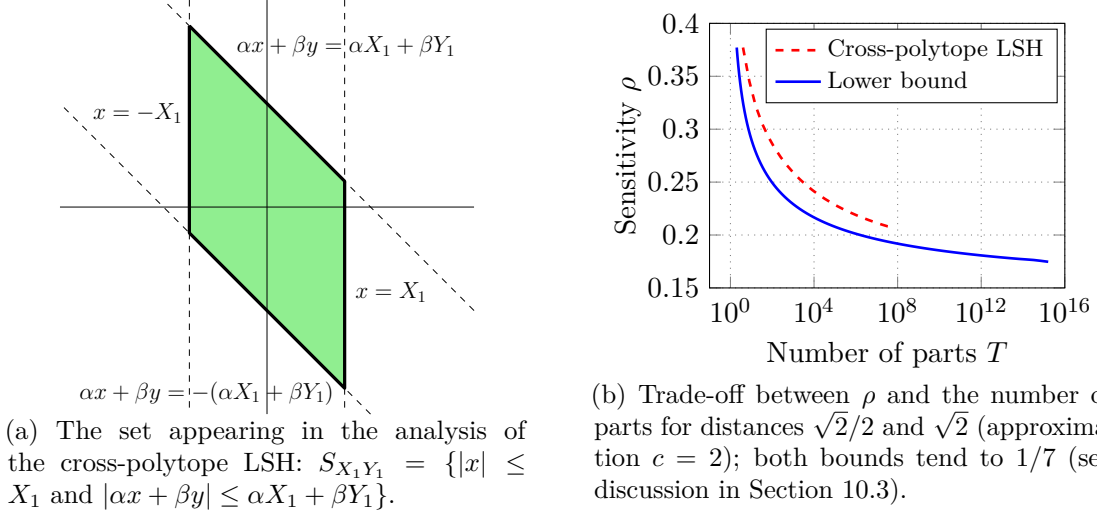 αx + βy = αX₁ + βY₁
x = −X₁
x = X₁
αx + βy = −(αX₁ + βY₁)
(a) The set appearing in the analysis of
the cross-polytope LSH: S_{X₁Y₁} = {|x| ≤
X₁ and |αx + βy| ≤ αX₁ + βY₁}.
0.4
0.35
0.3
0.25
0.2
0.15
Sensitivity ρ
Cross-polytope LSH
Lower bound
10⁰ 10⁴ 10⁸ 10¹² 10¹⁶
Number of parts T
(b) Trade-off between ρ and the number o
parts for distances √2/2 and √2 (approxima
tion c = 2); both bounds tend to 1/7 (se
discussion in Section 10.3).